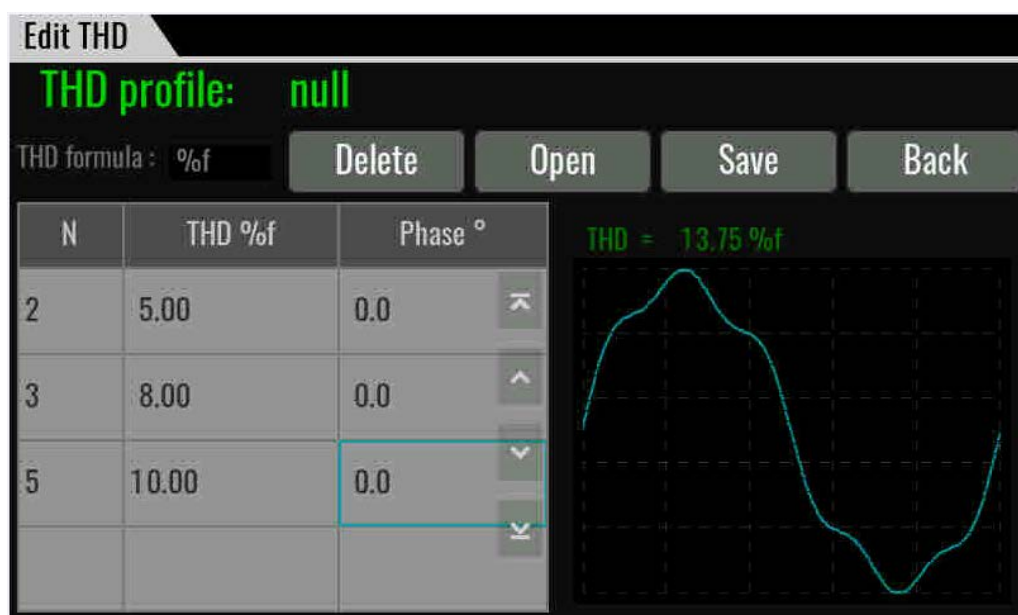 Edit THD
THD profile: null
THD formula : %f Delete Open Save Back
N THD %f Phase °
THD = 13.75 %f
2 5.00 0.0
3 8.00 0.0
5 10.00 0.0